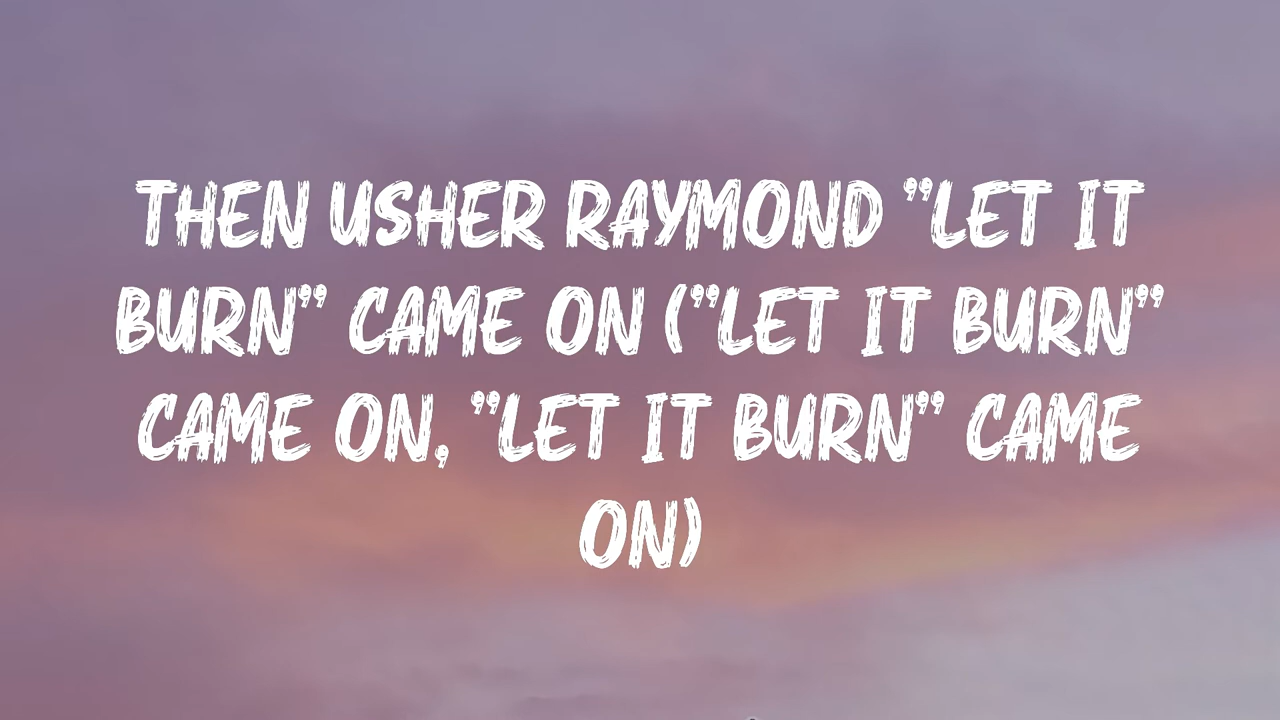 THEN USHER RAYMOND "LET IT
BURN" CAME ON ("LET IT BURN"
CAME ON, "LET IT BURN" CAME
ON)